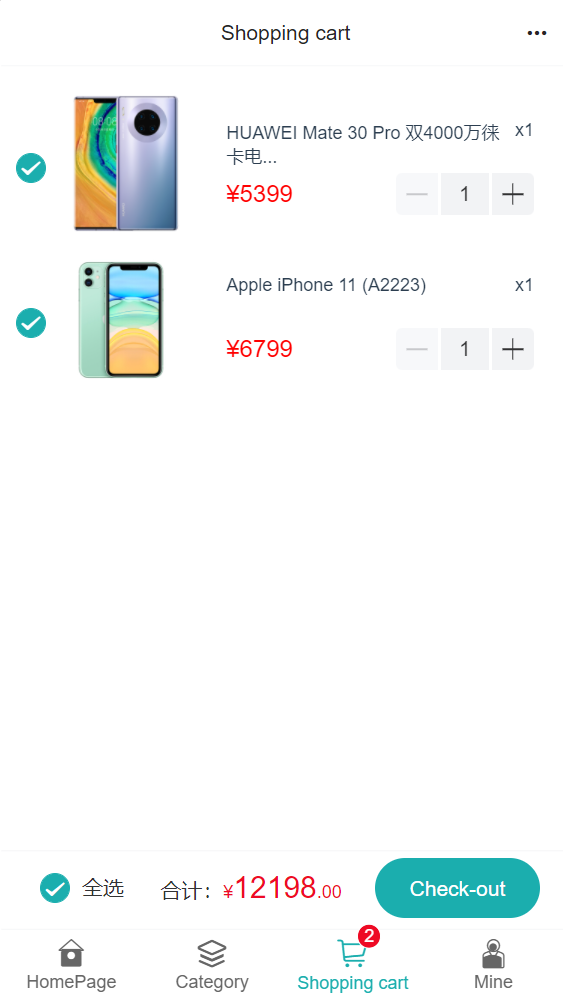 Shopping cart
HUAWEI Mate 30 Pro 双4000万徕
卡电...
x1
¥5399
1
Apple iPhone 11 (A2223)
x1
¥6799
1
全选
合计：¥12198.00
Check-out
2
HomePage
Category
Shopping cart
Mine